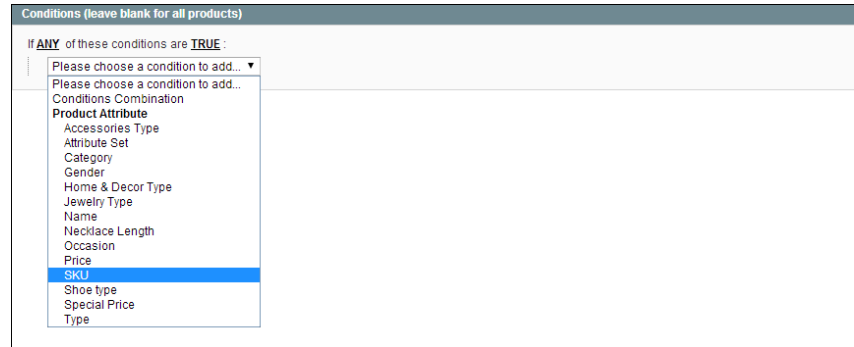 Conditions (leave blank for all products)
If ANY of these conditions are TRUE :
Please choose a condition to add...
Please choose a condition to add...
Conditions Combination
Product Attribute
Accessories Type
Attribute Set
Category
Gender
Home & Decor Type
Jewelry Type
Name
Necklace Length
Occasion
Price
SKU
Shoe type
Special Price
Type